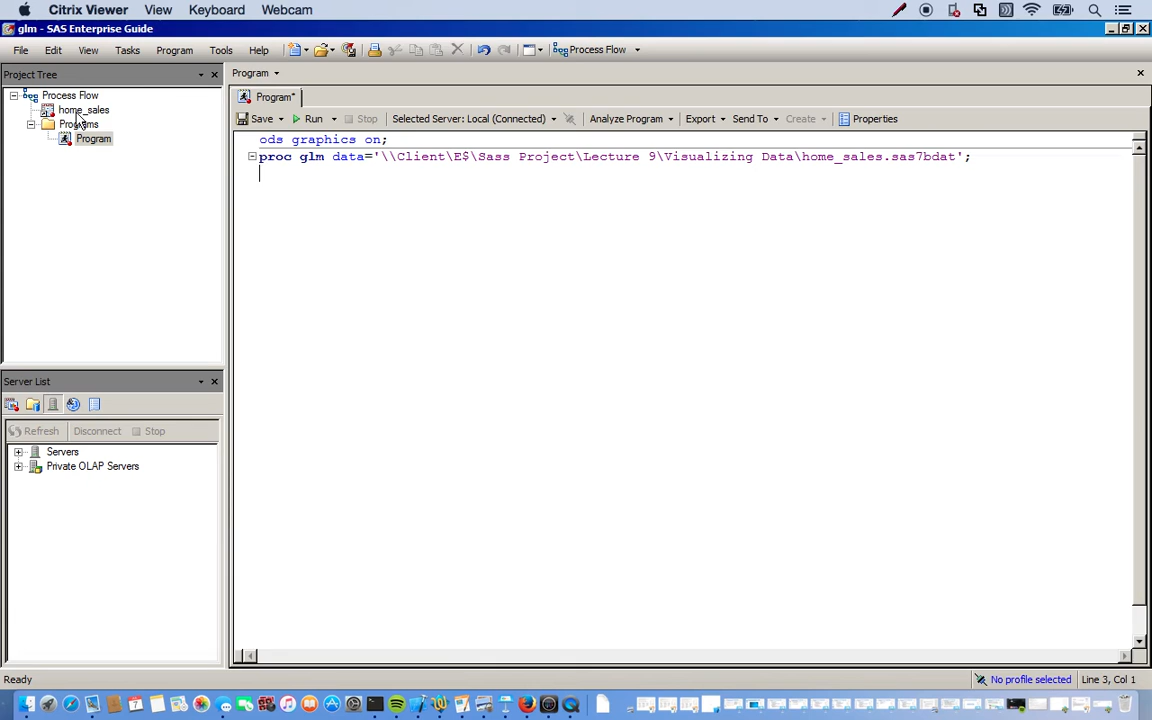 Citrix Viewer View Keyboard Webcam
glm - SAS Enterprise Guide
File Edit View Tasks Program Tools Help Process Flow
Project Tree
Program
Process Flow
home_sales
Programs
Program
Program*
Save Run Stop Selected Server: Local (Connected) Analyze Program Export Send To Create Properties
ods graphics on;
proc glm data='\\Client\E$\Sass Project\Lecture 9\Visualizing Data\home_sales.sas7bdat';
Server List
Refresh Disconnect Stop
Servers
Private OLAP Servers
Ready
No profile selected
Line 3, Col 1